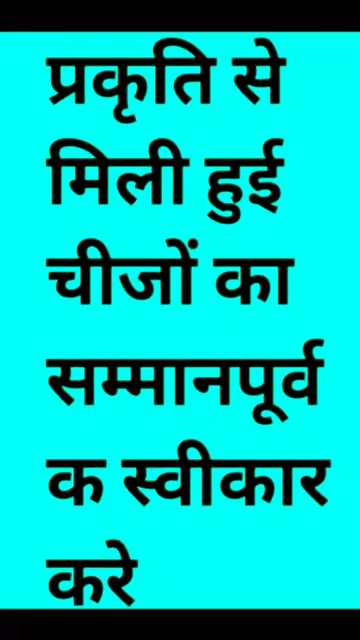 प्रकृति से
मिली हुई
चीजों का
सम्मानपूर्व
क स्वीकार
करे